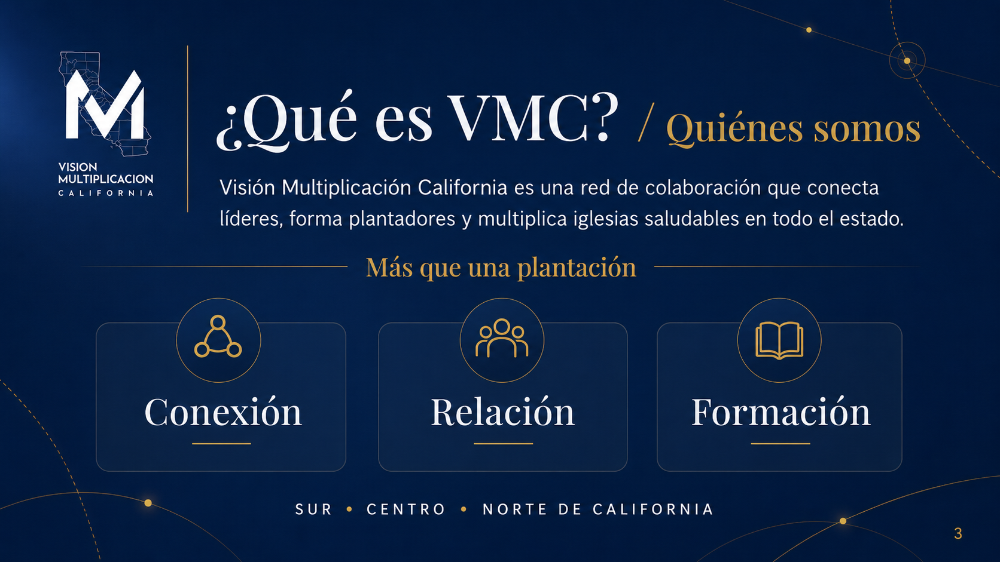 VISION
MULTIPLICACION
CALIFORNIA
¿Qué es VMC? / Quiénes somos
Visión Multiplicación California es una red de colaboración que conecta
líderes, forma plantadores y multiplica iglesias saludables en todo el estado.
Más que una plantación
Conexión
Relación
Formación
SUR • CENTRO • NORTE DE CALIFORNIA
3